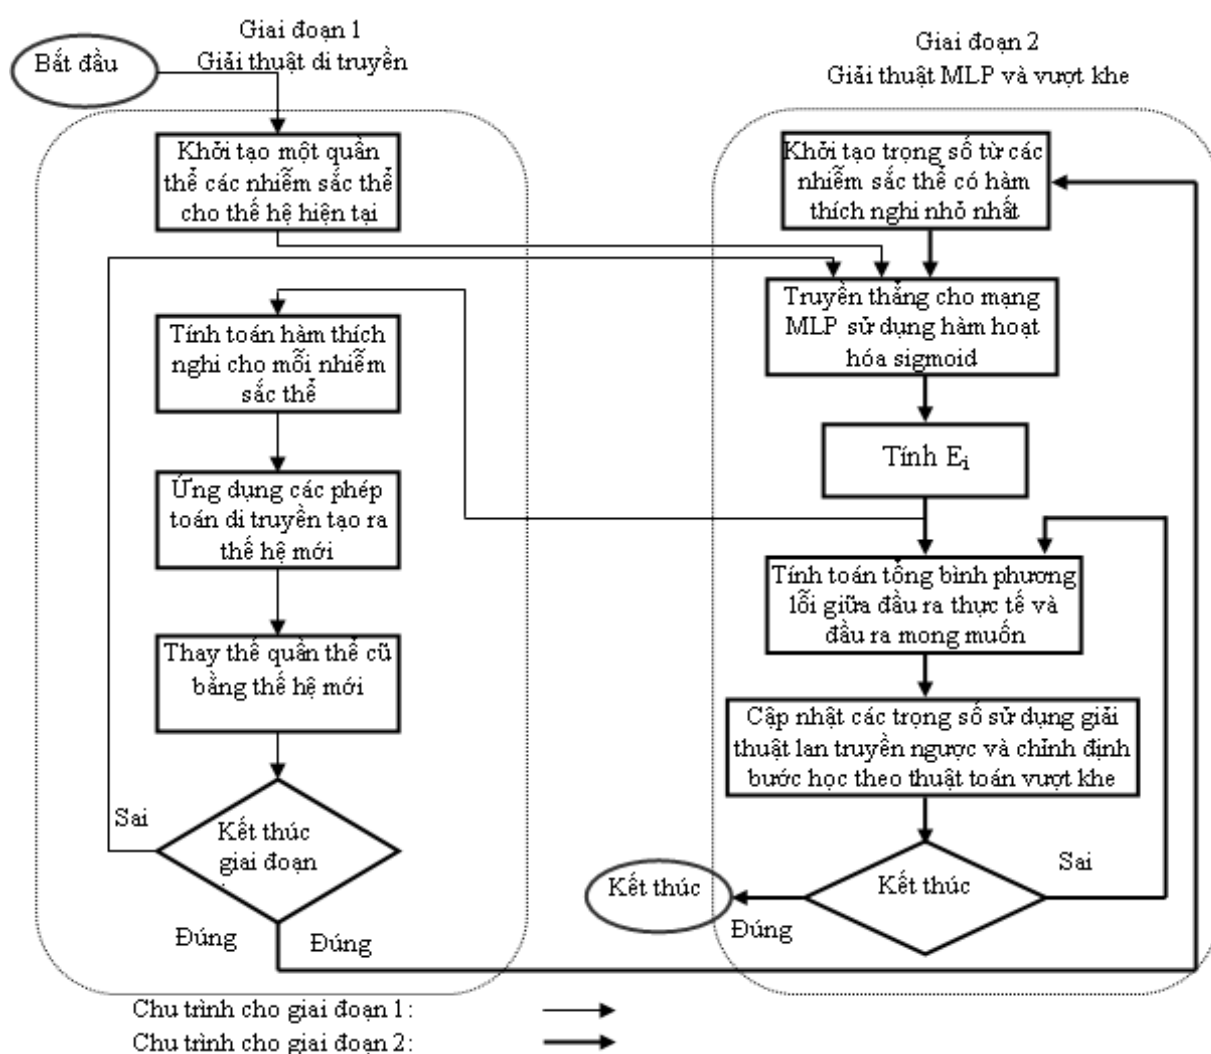 Giai đoạn 1
Giải thuật di truyền
Bắt đầu
Khởi tạo một quần
thể các nhiễm sắc thể
cho thế hệ hiện tại
Tính toán hàm thích
nghi cho mỗi nhiễm
sắc thể
Ứng dụng các phép
toán di truyền tạo ra
thế hệ mới
Thay thế quần thể cũ
bằng thế hệ mới
Kết thúc
giai đoạn
Sai
Đúng
Đúng
Giai đoạn 2
Giải thuật MLP và vượt khe
Khởi tạo trọng số từ các
nhiễm sắc thể có hàm
thích nghi nhỏ nhất
Truyền thẳng cho mạng
MLP sử dụng hàm hoạt
hóa sigmoid
Tính Ei
Tính toán tổng bình phương
lỗi giữa đầu ra thực tế và
đầu ra mong muốn
Cập nhật các trọng số sử dụng giải
thuật lan truyền ngược và chỉnh định
bước học theo thuật toán vượt khe
Kết thúc
Sai
Đúng
Kết thúc
Chu trình cho giai đoạn 1:
Chu trình cho giai đoạn 2: